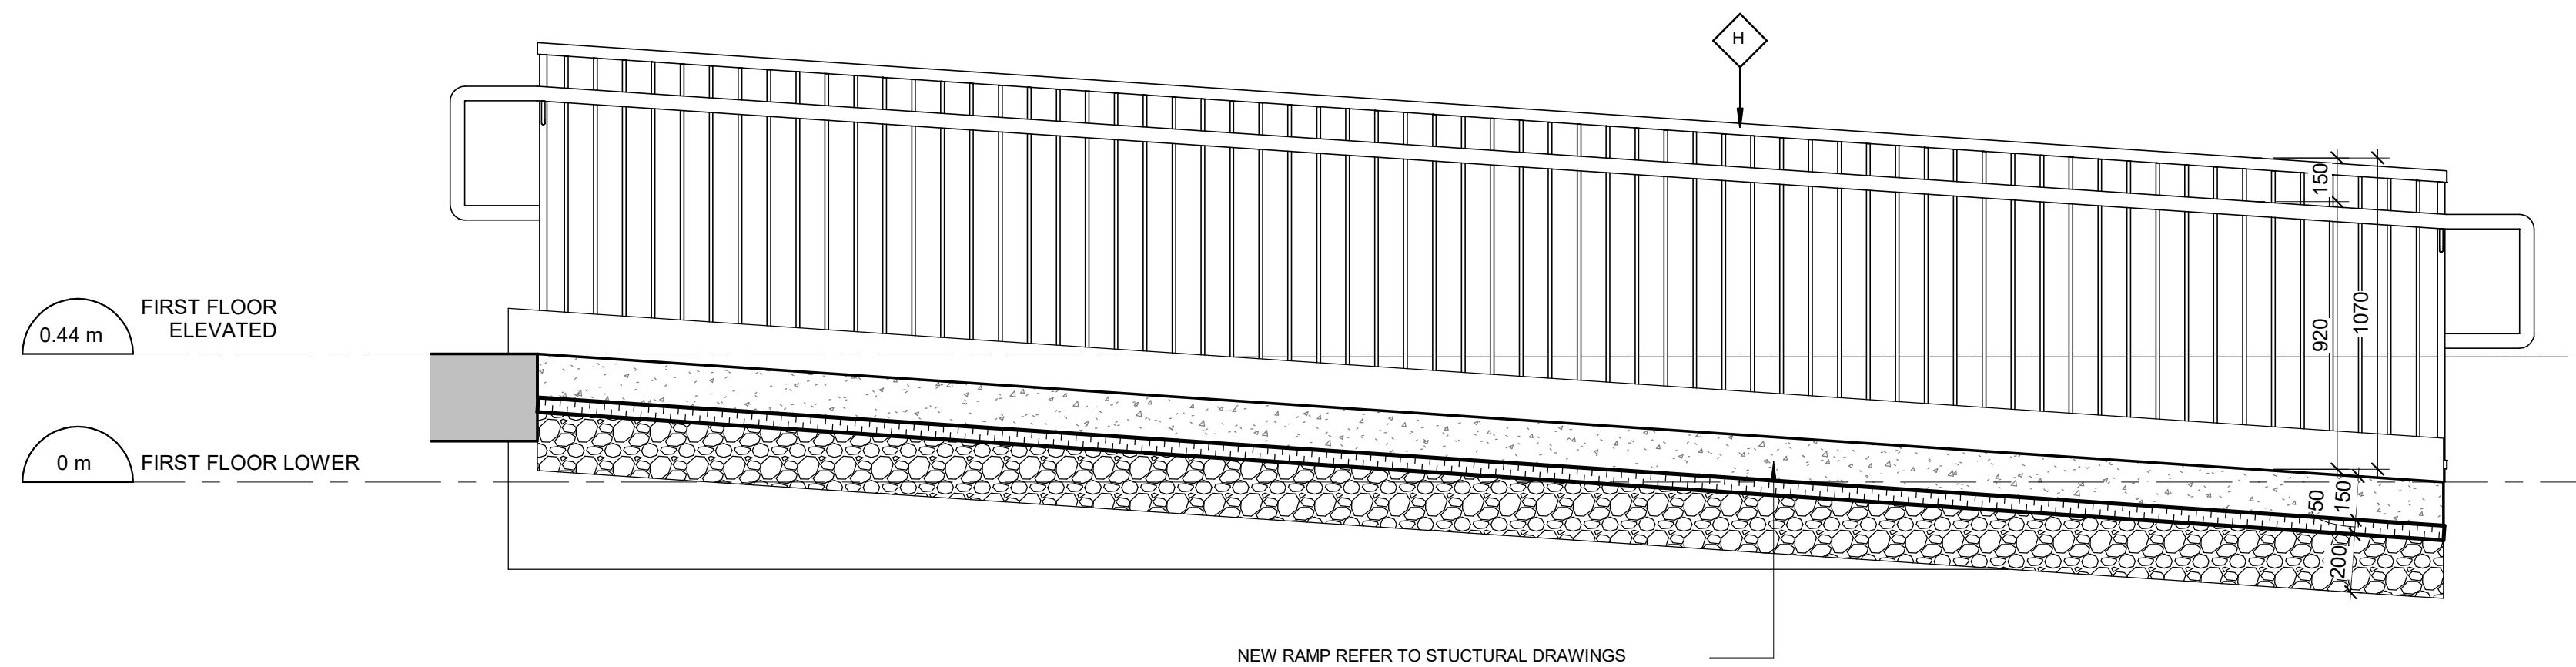 H
150
FIRST FLOOR
ELEVATED
0.44 m
1070
920
0 m
FIRST FLOOR LOWER
50
150
200
NEW RAMP REFER TO STUCTURAL DRAWINGS